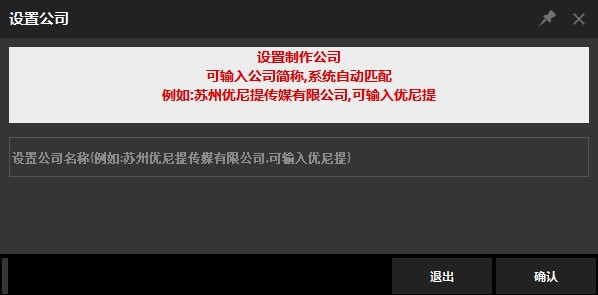 设置公司
设置制作公司
可输入公司简称,系统自动匹配
例如:苏州优尼提传媒有限公司,可输入优尼提
设置公司名称(例如:苏州优尼提传媒有限公司,可输入优尼提)
退出
确认